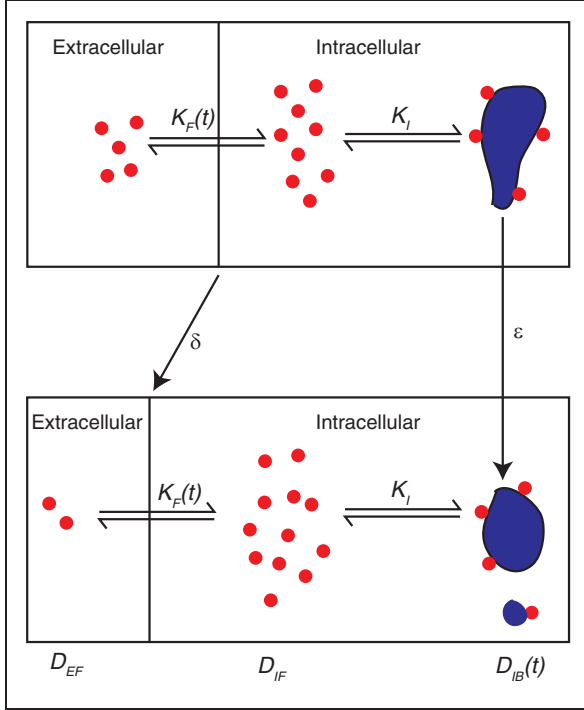 Extracellular Intracellular
K_F(t) K_I
δ ε
Extracellular Intracellular
K_F(t) K_I
D_EF D_IF D_IB(t)